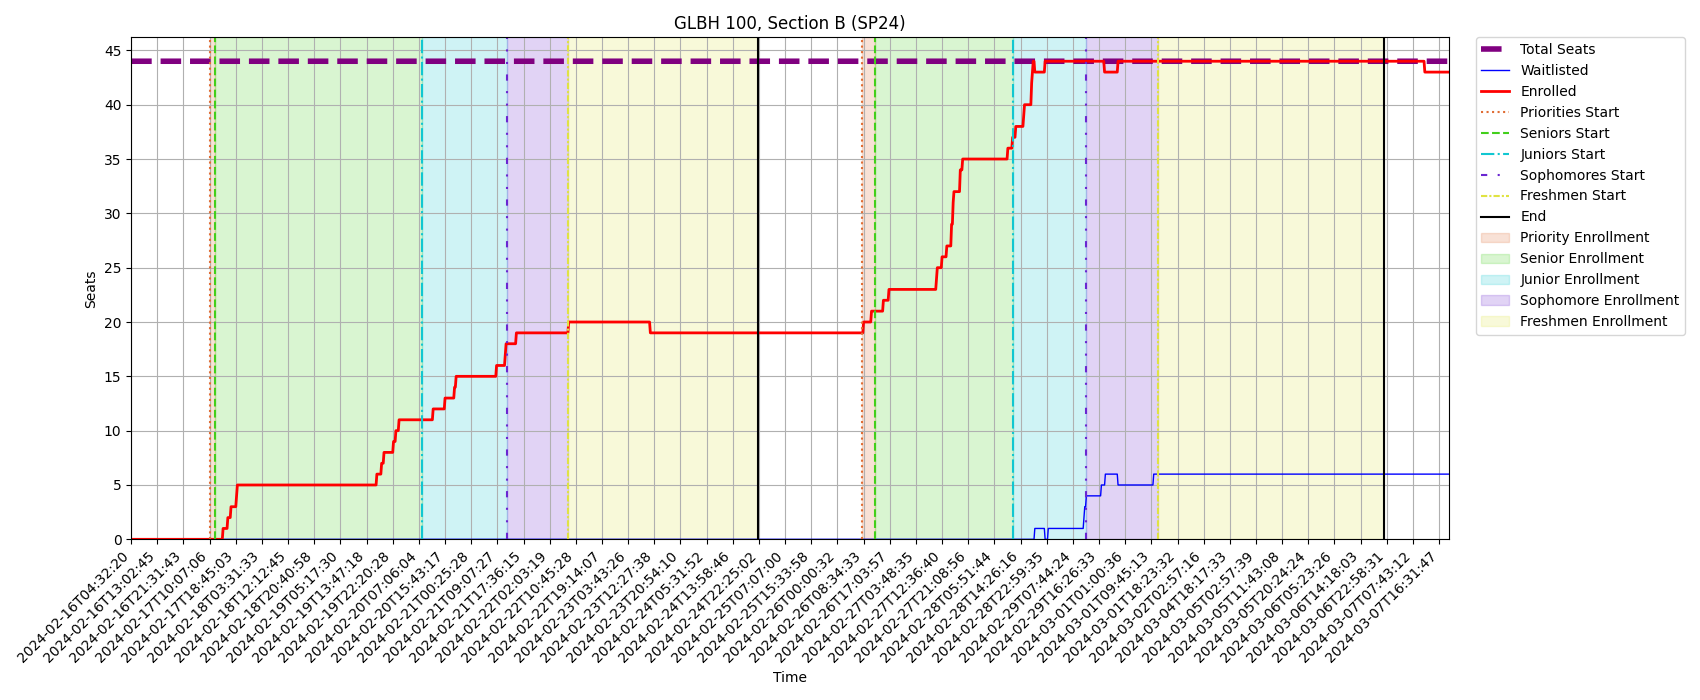 GLBH 100, Section B (SP24)
Seats
45
40
35
30
25
20
15
10
5
0
2024-02-16T04:32:20
2024-02-16T13:02:45
2024-02-16T21:31:43
2024-02-17T10:07:06
2024-02-17T18:45:03
2024-02-18T03:31:33
2024-02-18T12:12:45
2024-02-18T20:40:58
2024-02-19T05:17:30
2024-02-19T13:47:18
2024-02-19T22:20:28
2024-02-20T07:06:04
2024-02-20T15:43:17
2024-02-21T00:25:28
2024-02-21T09:07:27
2024-02-21T17:36:15
2024-02-22T02:03:19
2024-02-22T10:45:28
2024-02-22T19:14:07
2024-02-23T03:43:26
2024-02-23T12:27:38
2024-02-23T20:54:10
2024-02-24T05:31:52
2024-02-24T13:58:46
2024-02-24T22:25:02
2024-02-25T07:07:00
2024-02-25T15:33:58
2024-02-26T00:00:32
2024-02-26T08:34:33
2024-02-26T17:03:57
2024-02-27T03:48:35
2024-02-27T12:36:40
2024-02-27T21:08:56
2024-02-28T05:51:44
2024-02-28T14:26:16
2024-02-28T22:59:35
2024-02-29T07:44:24
2024-02-29T16:26:33
2024-03-01T01:00:36
2024-03-01T09:45:13
2024-03-01T18:23:32
2024-03-02T02:57:16
2024-03-04T18:17:33
2024-03-05T02:57:39
2024-03-05T11:43:08
2024-03-05T20:24:24
2024-03-06T05:23:26
2024-03-06T14:18:03
2024-03-06T22:58:31
2024-03-07T07:43:12
2024-03-07T16:31:47
Time
Total Seats
Waitlisted
Enrolled
Priorities Start
Seniors Start
Juniors Start
Sophomores Start
Freshmen Start
End
Priority Enrollment
Senior Enrollment
Junior Enrollment
Sophomore Enrollment
Freshmen Enrollment